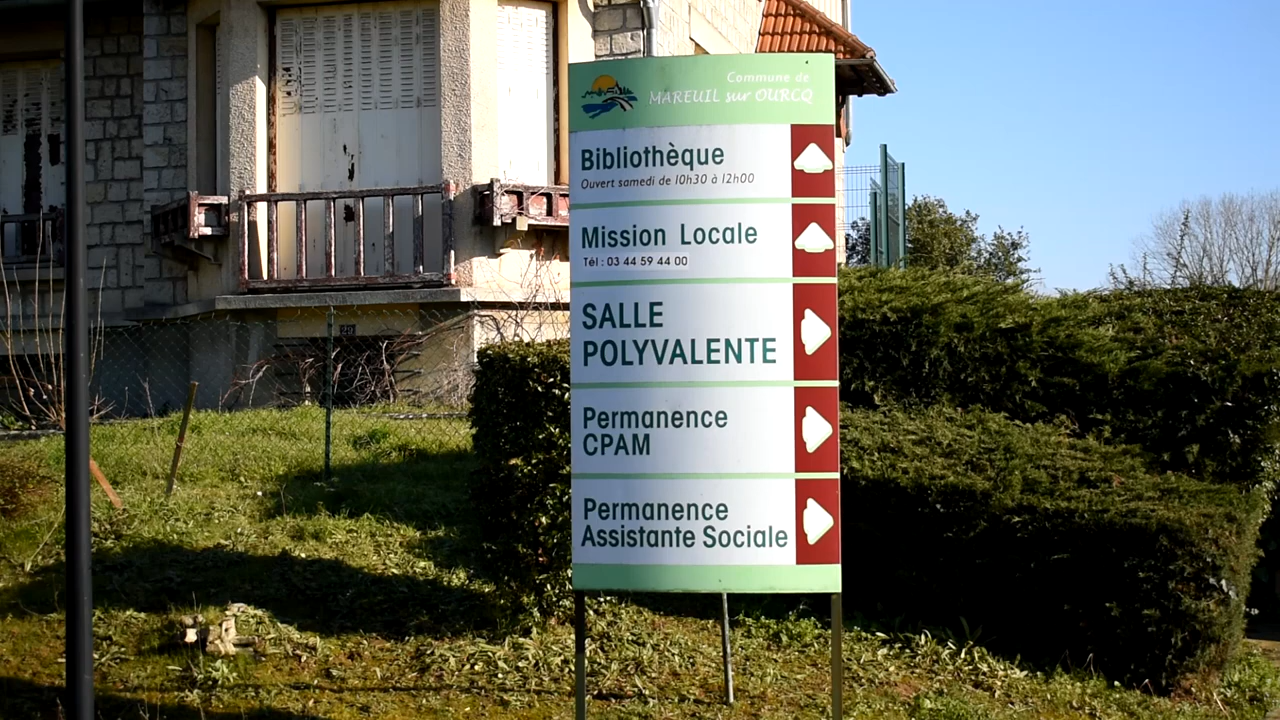 Commune de
MAREUIL sur OURCQ
Bibliothèque
Ouvert samedi de 10h30 à 12h00
Mission Locale
Tél : 03 44 59 44 00
SALLE
POLYVALENTE
Permanence
CPAM
Permanence
Assistante Sociale